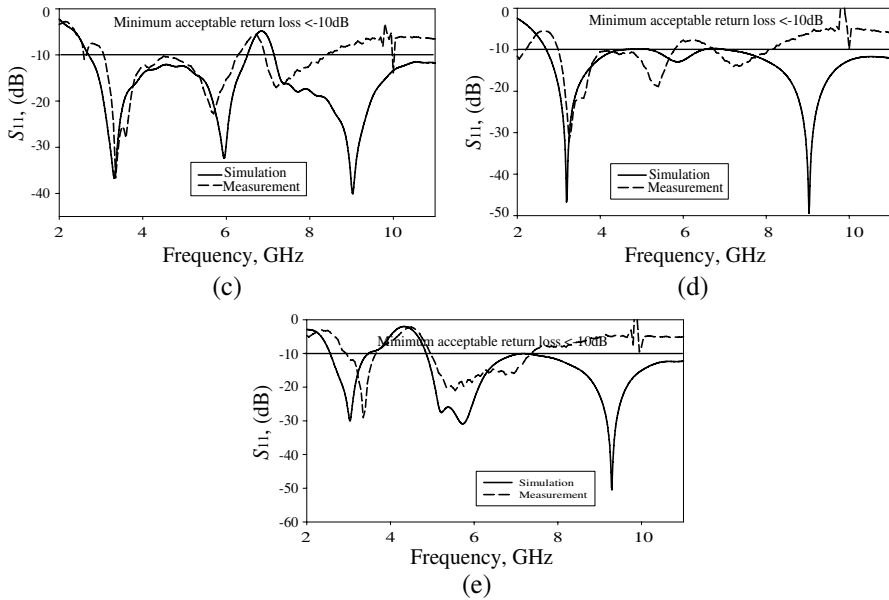 Minimum acceptable return loss <-10dB
0
-10
-20
-30
-40
S11, (dB)
Simulation
Measurement
2 4 6 8 10
Frequency, GHz
(c)
Minimum acceptable return loss <-10dB
0
-10
-20
-30
-40
-50
S11, (dB)
Simulation
Measurement
2 4 6 8 10
Frequency, GHz
(d)
Minimum acceptable return loss <-10dB
0
-10
-20
-30
-40
-50
-60
S11, (dB)
Simulation
Measurement
2 4 6 8 10
Frequency, GHz
(e)